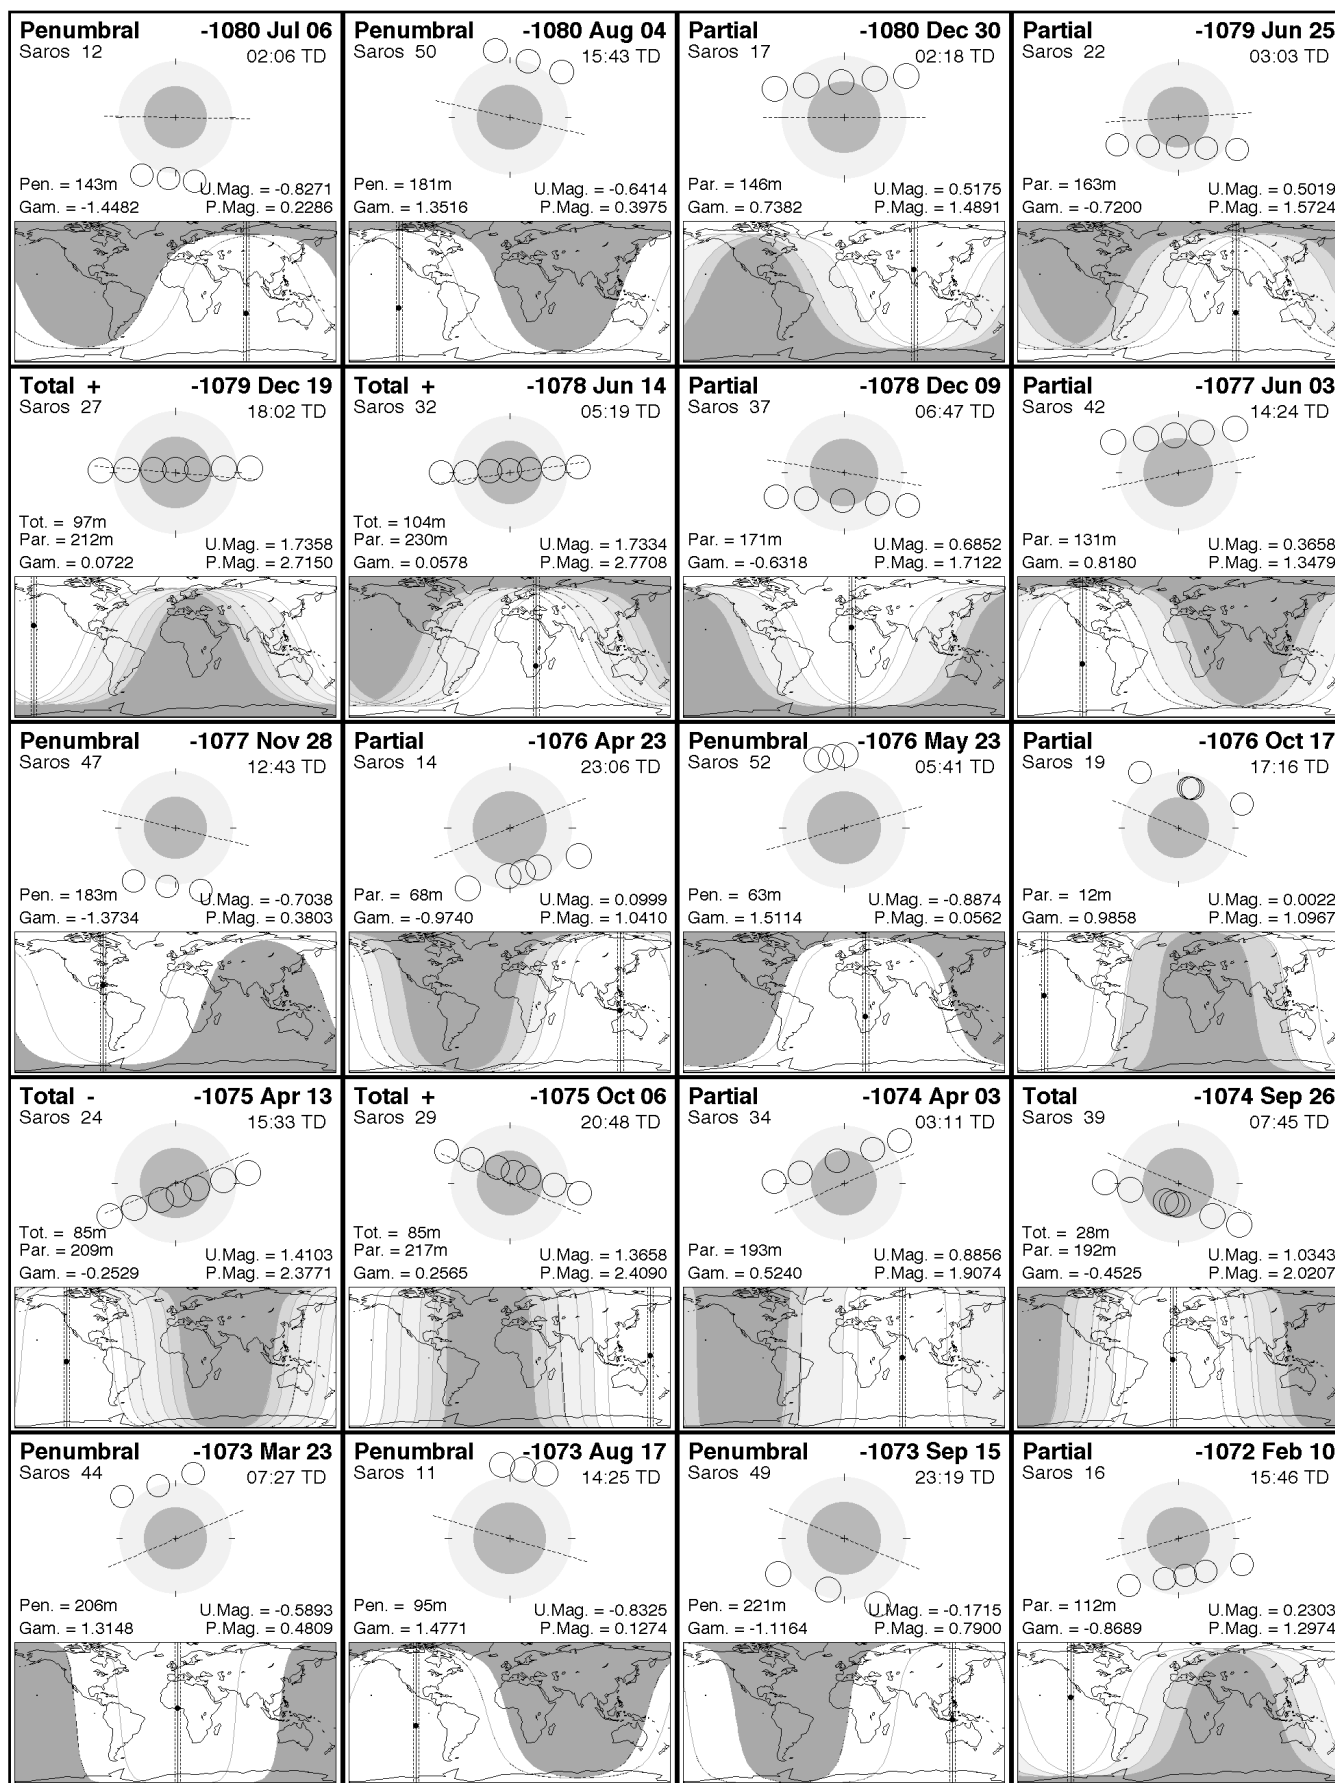 Penumbral -1080 Jul 06
Saros 12 02:06 TD
Pen. = 143m U.Mag. = -0.8271
Gam. = -1.4482 P.Mag. = 0.2286
Penumbral -1080 Aug 04
Saros 50 15:43 TD
Pen. = 181m U.Mag. = -0.6414
Gam. = 1.3516 P.Mag. = 0.3975
Partial -1080 Dec 30
Saros 17 02:18 TD
Par. = 146m U.Mag. = 0.5175
Gam. = 0.7382 P.Mag. = 1.4891
Partial -1079 Jun 25
Saros 22 03:03 TD
Par. = 163m U.Mag. = 0.5019
Gam. = -0.7200 P.Mag. = 1.5724
Total + -1079 Dec 19
Saros 27 18:02 TD
Tot. = 97m
Par. = 212m U.Mag. = 1.7358
Gam. = 0.0722 P.Mag. = 2.7150
Total + -1078 Jun 14
Saros 32 05:19 TD
Tot. = 104m
Par. = 230m U.Mag. = 1.7334
Gam. = 0.0578 P.Mag. = 2.7708
Partial -1078 Dec 09
Saros 37 06:47 TD
Par. = 171m U.Mag. = 0.6852
Gam. = -0.6318 P.Mag. = 1.7122
Partial -1077 Jun 03
Saros 42 14:24 TD
Par. = 131m U.Mag. = 0.3658
Gam. = 0.8180 P.Mag. = 1.3479
Penumbral -1077 Nov 28
Saros 47 12:43 TD
Pen. = 183m U.Mag. = -0.7038
Gam. = -1.3734 P.Mag. = 0.3803
Partial -1076 Apr 23
Saros 14 23:06 TD
Par. = 68m U.Mag. = 0.0999
Gam. = -0.9740 P.Mag. = 1.0410
Penumbral -1076 May 23
Saros 52 05:41 TD
Pen. = 63m U.Mag. = -0.8874
Gam. = 1.5114 P.Mag. = 0.0562
Partial -1076 Oct 17
Saros 19 17:16 TD
Par. = 12m U.Mag. = 0.0022
Gam. = 0.9858 P.Mag. = 1.0967
Total - -1075 Apr 13
Saros 24 15:33 TD
Tot. = 85m
Par. = 209m U.Mag. = 1.4103
Gam. = -0.2529 P.Mag. = 2.3771
Total + -1075 Oct 06
Saros 29 20:48 TD
Tot. = 85m
Par. = 217m U.Mag. = 1.3658
Gam. = 0.2565 P.Mag. = 2.4090
Partial -1074 Apr 03
Saros 34 03:11 TD
Par. = 193m U.Mag. = 0.8856
Gam. = 0.5240 P.Mag. = 1.9074
Total -1074 Sep 26
Saros 39 07:45 TD
Tot. = 28m
Par. = 192m U.Mag. = 1.0343
Gam. = -0.4525 P.Mag. = 2.0207
Penumbral -1073 Mar 23
Saros 44 07:27 TD
Pen. = 206m U.Mag. = -0.5893
Gam. = 1.3148 P.Mag. = 0.4809
Penumbral -1073 Aug 17
Saros 11 14:25 TD
Pen. = 95m U.Mag. = -0.8325
Gam. = 1.4771 P.Mag. = 0.1274
Penumbral -1073 Sep 15
Saros 49 23:19 TD
Pen. = 221m U.Mag. = -0.1715
Gam. = -1.1164 P.Mag. = 0.7900
Partial -1072 Feb 10
Saros 16 15:46 TD
Par. = 112m U.Mag. = 0.2303
Gam. = -0.8689 P.Mag. = 1.2974